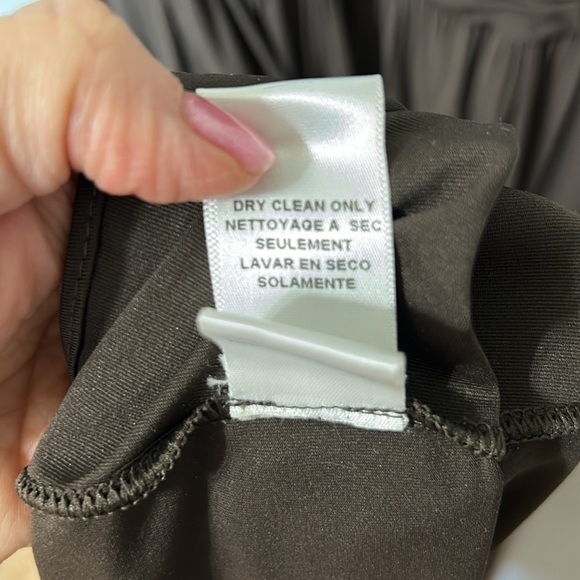 DRY CLEAN ONLY
NETTOYAGE A SEC
SEULEMENT
LAVAR EN SECO
SOLAMENTE